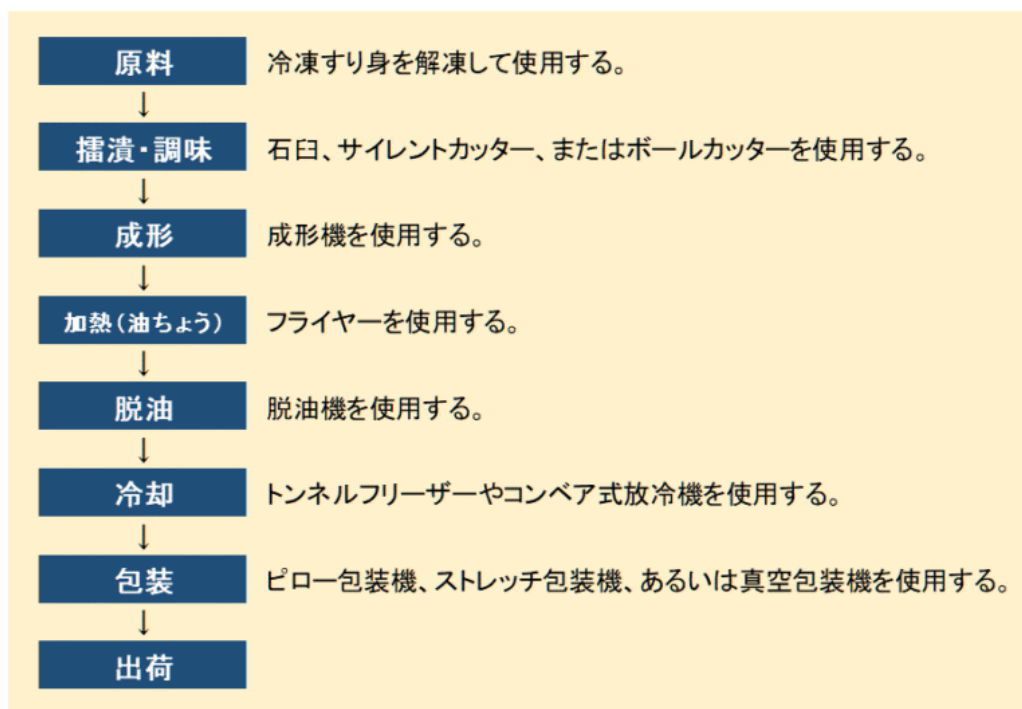 原料 冷凍すり身を解凍して使用する。
↓
擂潰・調味 石臼、サイレントカッター、またはボールカッターを使用する。
↓
成形 成形機を使用する。
↓
加熱(油ちょう) フライヤーを使用する。
↓
脱油 脱油機を使用する。
↓
冷却 トンネルフリーザーやコンベア式放冷機を使用する。
↓
包装 ピロー包装機、ストレッチ包装機、あるいは真空包装機を使用する。
↓
出荷